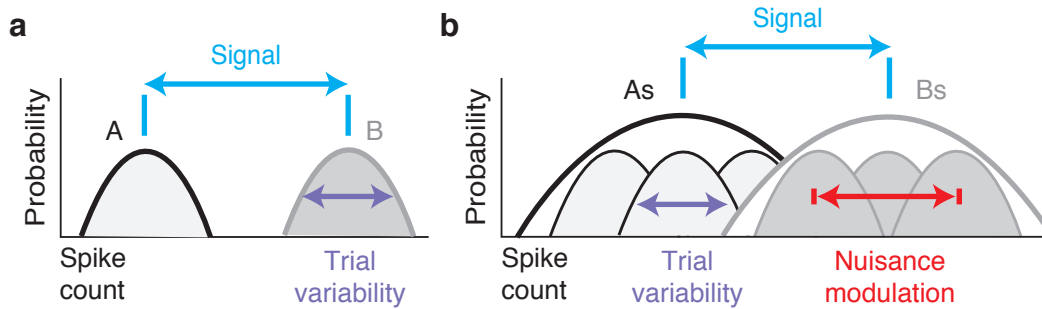 a
Signal
A
B
Probability
Spike
count
Trial
variability
b
Signal
As
Bs
Probability
Spike
count
Trial
variability
Nuisance
modulation